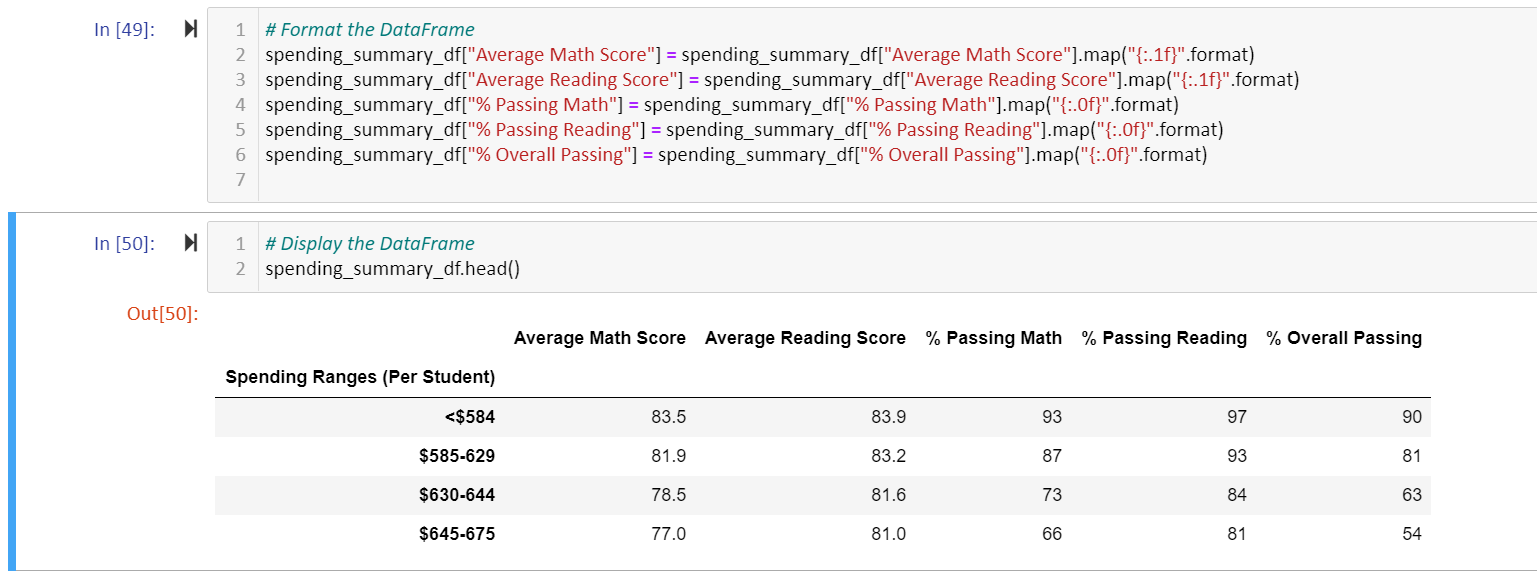 In [49]:
1 # Format the DataFrame
2 spending_summary_df["Average Math Score"] = spending_summary_df["Average Math Score"].map("{:.1f}".format)
3 spending_summary_df["Average Reading Score"] = spending_summary_df["Average Reading Score"].map("{:.1f}".format)
4 spending_summary_df["% Passing Math"] = spending_summary_df["% Passing Math"].map("{:.0f}".format)
5 spending_summary_df["% Passing Reading"] = spending_summary_df["% Passing Reading"].map("{:.0f}".format)
6 spending_summary_df["% Overall Passing"] = spending_summary_df["% Overall Passing"].map("{:.0f}".format)
7
In [50]:
1 # Display the DataFrame
2 spending_summary_df.head()
Out[50]:
Average Math Score Average Reading Score % Passing Math % Passing Reading % Overall Passing
Spending Ranges (Per Student)
<$584 83.5 83.9 93 97 90
$585-629 81.9 83.2 87 93 81
$630-644 78.5 81.6 73 84 63
$645-675 77.0 81.0 66 81 54